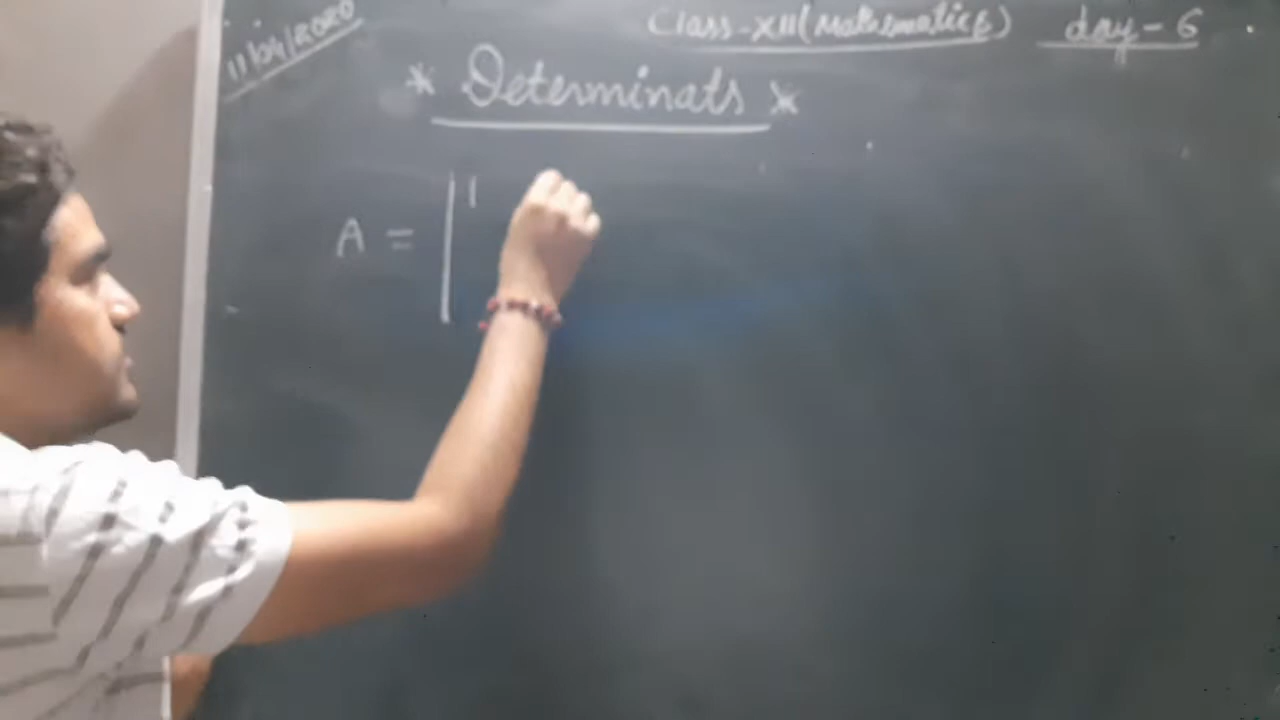 11/04/2020
Class-XII(Mathematics) day-6
* Determinats *
A = | 1